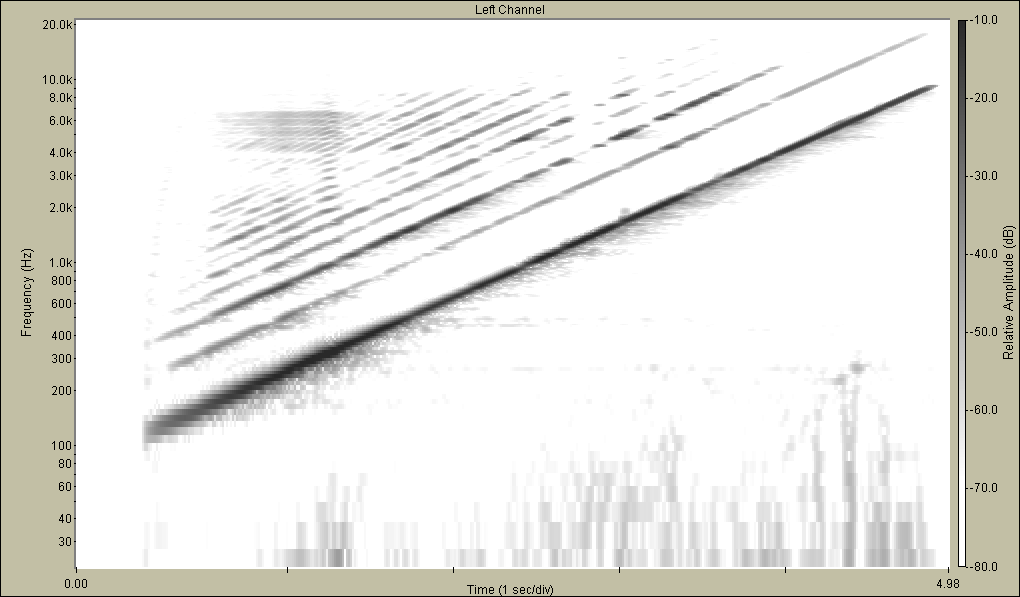 Left Channel
20.0k
10.0k
8.0k
6.0k
4.0k
3.0k
2.0k
1.0k
800
600
400
300
200
100
80
60
40
30
Frequency (Hz)
0.00
Time (1 sec/div)
4.98
-10.0
-20.0
-30.0
-40.0
-50.0
-60.0
-70.0
-80.0
Relative Amplitude (dB)